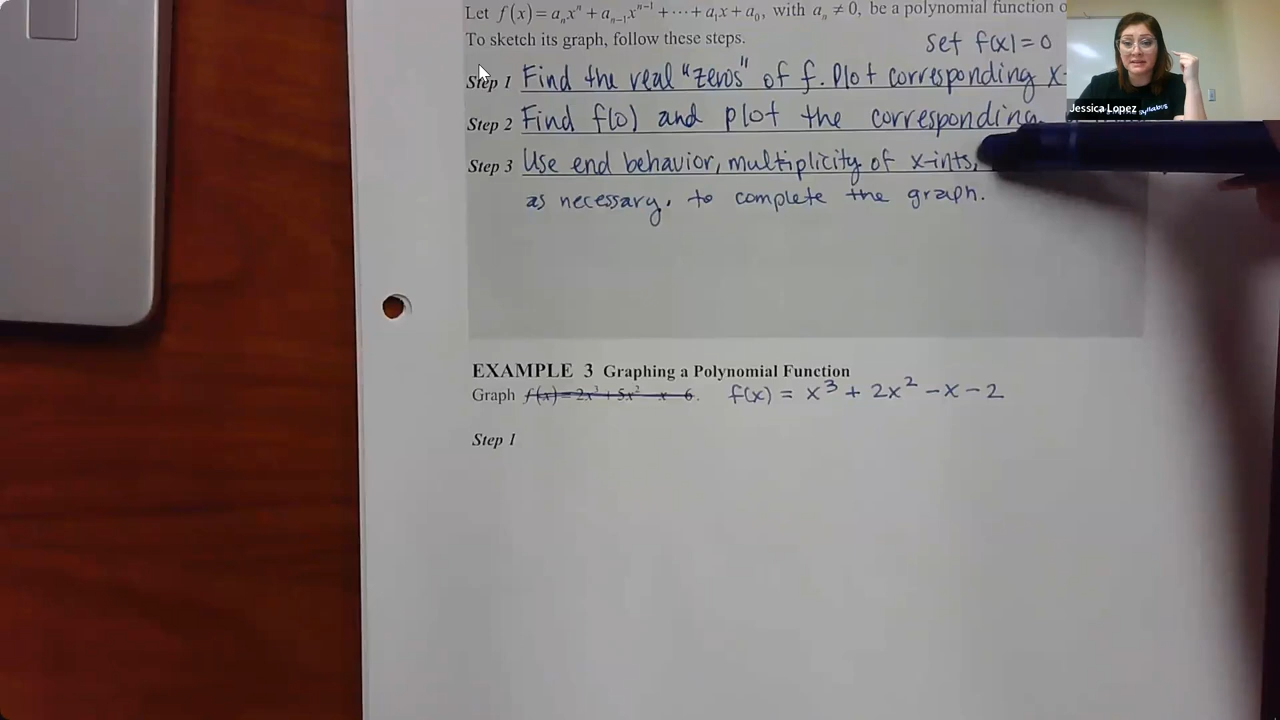 Let f(x) = aₙxⁿ + aₙ₋₁xⁿ⁻¹ + ⋯ + a₁x + a₀, with aₙ ≠ 0, be a polynomial function
To sketch its graph, follow these steps.
set f(x) = 0
Step 1 Find the real "zeros" of f. Plot corresponding x-
Step 2 Find f(0) and plot the corresponding
Step 3 Use end behavior, multiplicity of x-ints,
as necessary, to complete the graph.
Jessica Lopez
EXAMPLE 3 Graphing a Polynomial Function
Graph f(x) = 2x³ + 5x² − x − 6. f(x) = x³ + 2x² − x − 2
Step 1